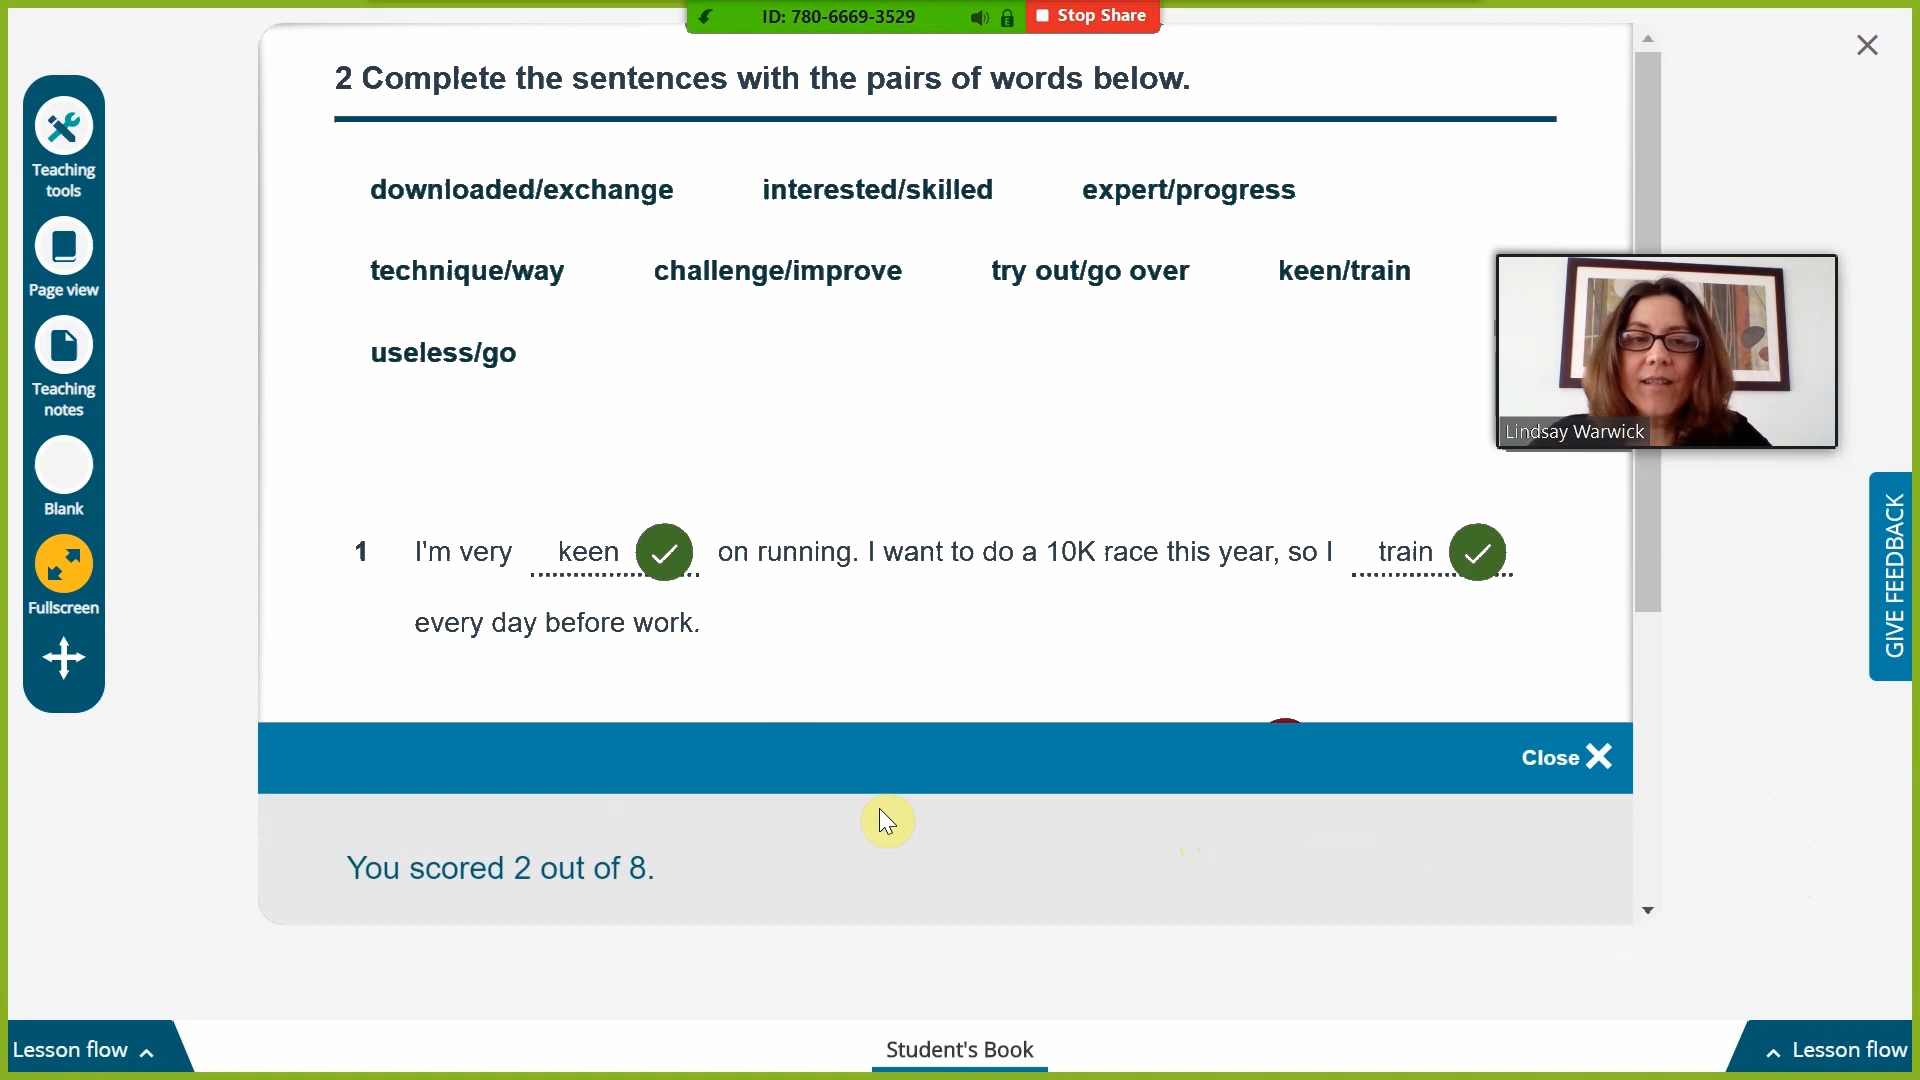 ID: 780-6669-3529
Stop Share
2 Complete the sentences with the pairs of words below.
downloaded/exchange interested/skilled expert/progress
technique/way challenge/improve try out/go over keen/train
useless/go
1 I'm very keen on running. I want to do a 10K race this year, so I train
every day before work.
Close
You scored 2 out of 8.
Teaching
tools
Page view
Teaching
notes
Blank
Fullscreen
Lindsay Warwick
GIVE FEEDBACK
Lesson flow
Student's Book
Lesson flow